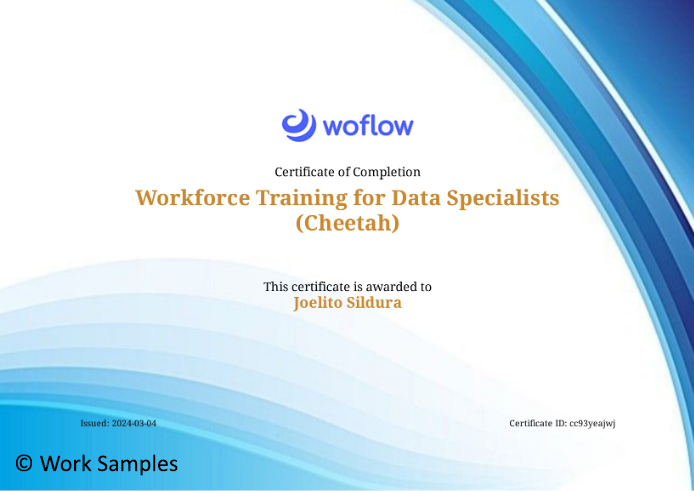 woflow
Certificate of Completion
Workforce Training for Data Specialists
(Cheetah)
This certificate is awarded to
Joelito Sildura
Issued: 2024-03-04
Certificate ID: cc93yeajwj
© Work Samples